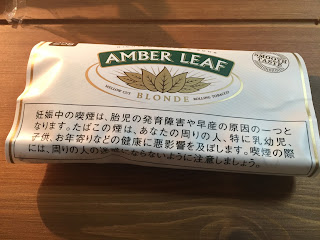 AMBER LEAF
SMOOTH
TASTE
MELLOW CUT
ROLLING TOBACCO
BLONDE
妊娠中の喫煙は、胎児の発育障害や早産の原因の一つと
なります。たばこの煙は、あなたの周りの人、特に乳幼児、
子供、お年寄りなどの健康に悪影響を及ぼします。喫煙の際
には、周りの人の迷惑にならないように注意しましょう。